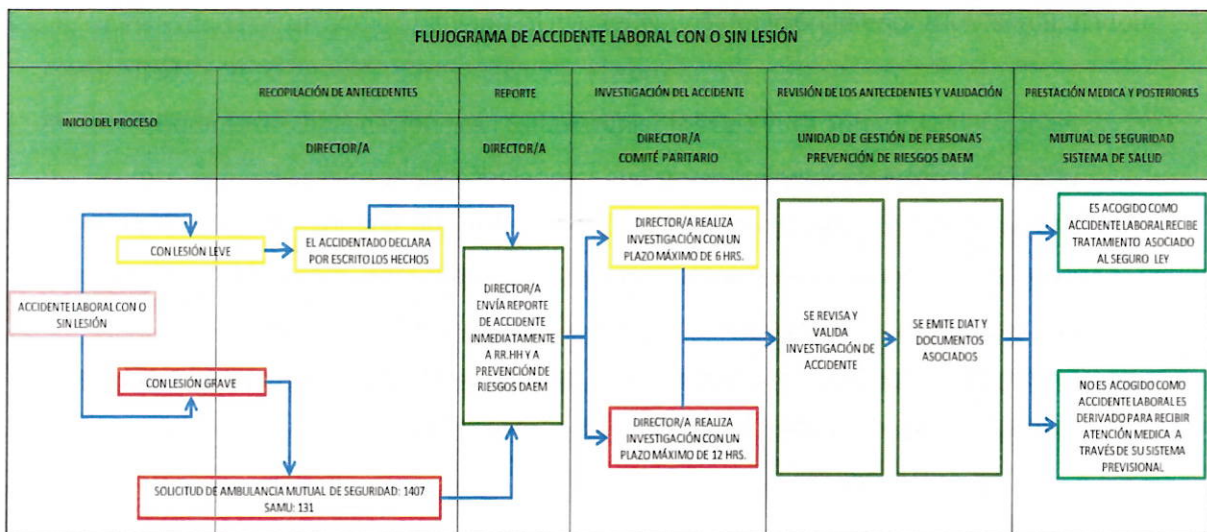 FLUJOGRAMA DE ACCIDENTE LABORAL CON O SIN LESIÓN
INICIO DEL PROCESO
RECOPILACIÓN DE ANTECEDENTES
REPORTE
INVESTIGACIÓN DEL ACCIDENTE
REVISIÓN DE LOS ANTECEDENTES Y VALIDACIÓN
PRESTACIÓN MEDICA Y POSTERIORES
DIRECTOR/A
DIRECTOR/A
DIRECTOR/A
COMITÉ PARITARIO
UNIDAD DE GESTIÓN DE PERSONAS
PREVENCIÓN DE RIESGOS DAEM
MUTUAL DE SEGURIDAD
SISTEMA DE SALUD
ACCIDENTE LABORAL CON O
SIN LESIÓN
CON LESIÓN LEVE
EL ACCIDENTADO DECLARA
POR ESCRITO LOS HECHOS
CON LESIÓN GRAVE
SOLICITUD DE AMBULANCIA MUTUAL DE SEGURIDAD: 1407
SAMU: 131
DIRECTOR/A
ENVÍA REPORTE
DE ACCIDENTE
INMEDIATAMENTE
A RR.HH Y A
PREVENCIÓN DE
RIESGOS DAEM
DIRECTOR/A REALIZA
INVESTIGACIÓN CON UN
PLAZO MÁXIMO DE 6 HRS.
DIRECTOR/A REALIZA
INVESTIGACIÓN CON UN
PLAZO MÁXIMO DE 12 HRS.
SE REVISA Y
VALIDA
INVESTIGACIÓN DE
ACCIDENTE
SE EMITE DIAT Y
DOCUMENTOS
ASOCIADOS
ES ACOGIDO COMO
ACCIDENTE LABORAL RECIBE
TRATAMIENTO ASOCIADO
AL SEGURO LEY
NO ES ACOGIDO COMO
ACCIDENTE LABORAL ES
DERIVADO PARA RECIBIR
ATENCIÓN MEDICA A
TRAVÉS DE SU SISTEMA
PREVISIONAL